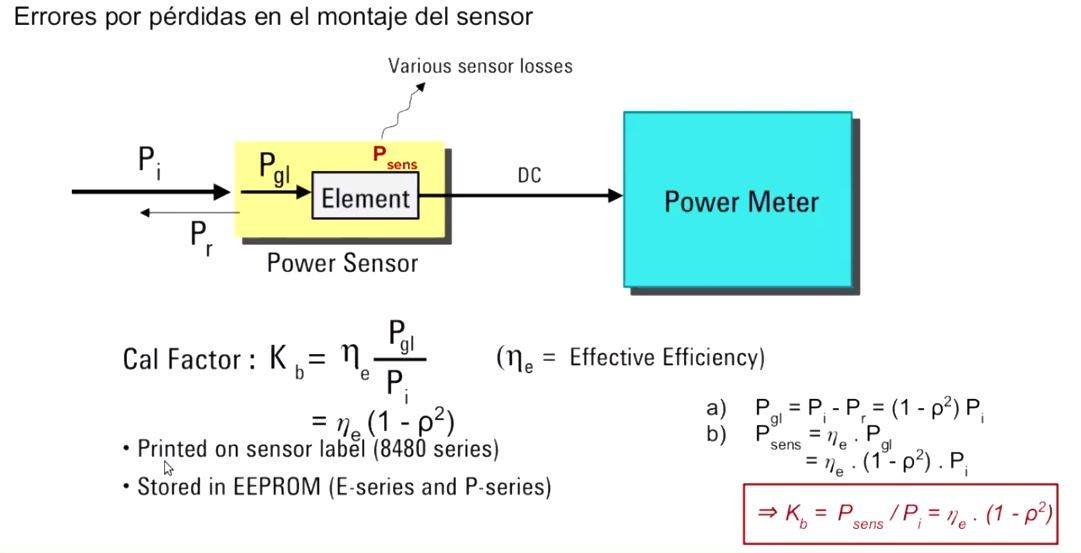 Errores por pérdidas en el montaje del sensor
Various sensor losses
P_i
P_gl
P_sens
Element
DC
Power Meter
P_r
Power Sensor
Cal Factor : K_b = η_e P_gl / P_i (η_e = Effective Efficiency)
= η_e (1 - ρ²)
• Printed on sensor label (8480 series)
• Stored in EEPROM (E-series and P-series)
a) P_gl = P_i - P_r = (1 - ρ²) P_i
b) P_sens = η_e . P_gl
= η_e . (1 - ρ²) . P_i
⇒ K_b = P_sens / P_i = η_e . (1 - ρ²)